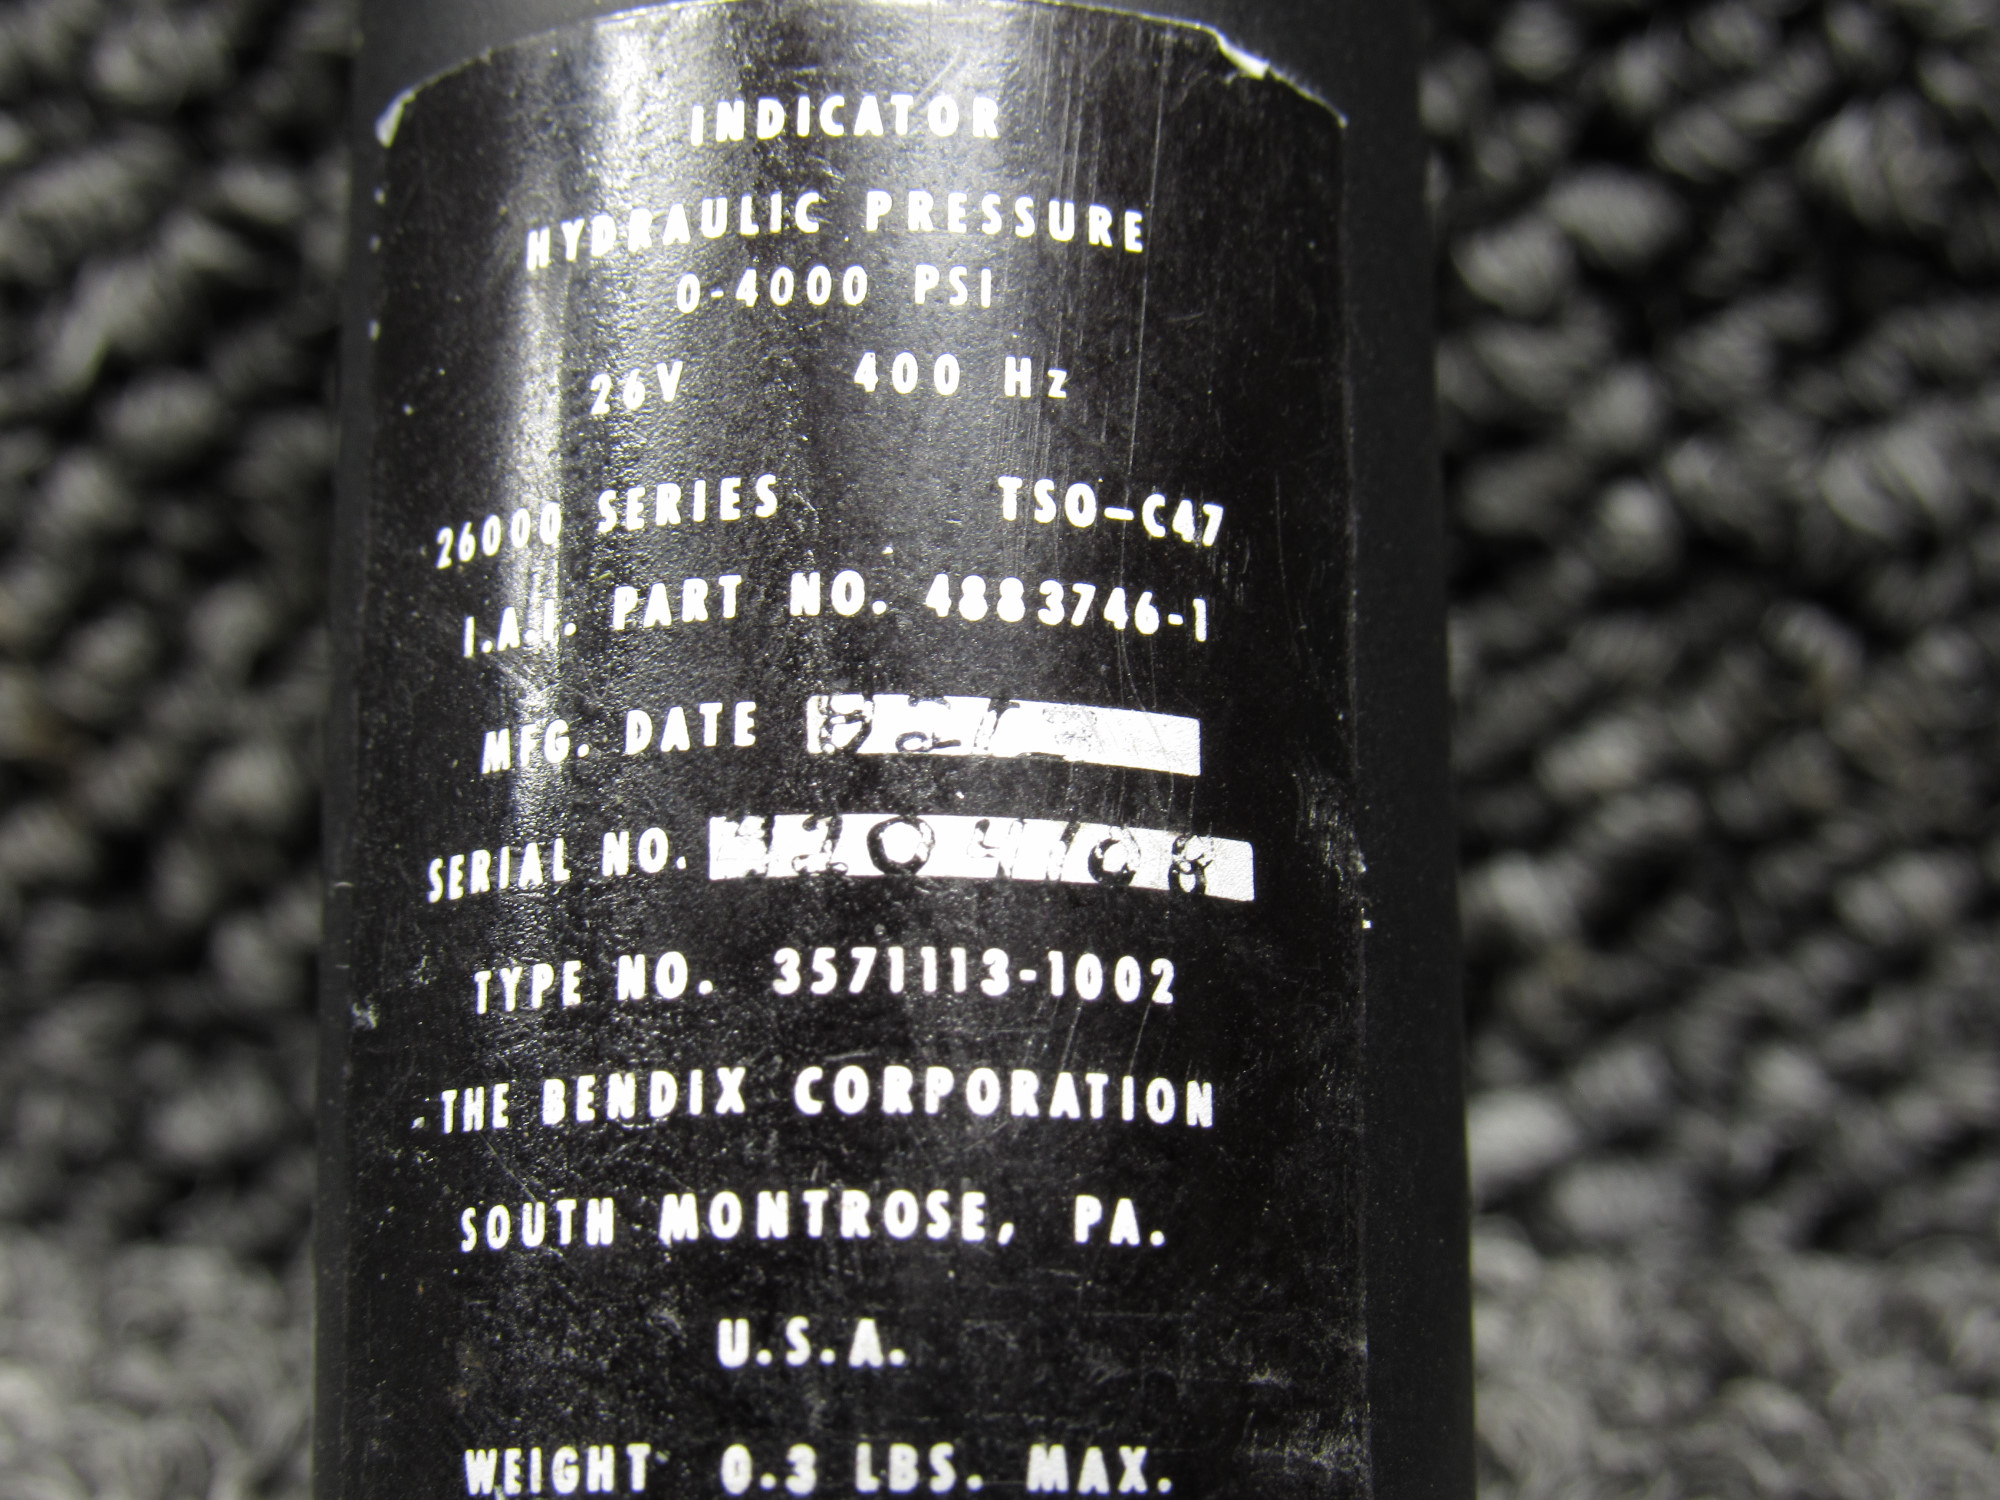 INDICATOR
HYDRAULIC PRESSURE
0-4000 PSI
26V 400 Hz
26000 SERIES TSO-C47
I.A.I. PART NO. 4883746-1
MFG. DATE
SERIAL NO.
TYPE NO. 3571113-1002
THE BENDIX CORPORATION
SOUTH MONTROSE, PA.
U.S.A.
WEIGHT 0.3 LBS. MAX.